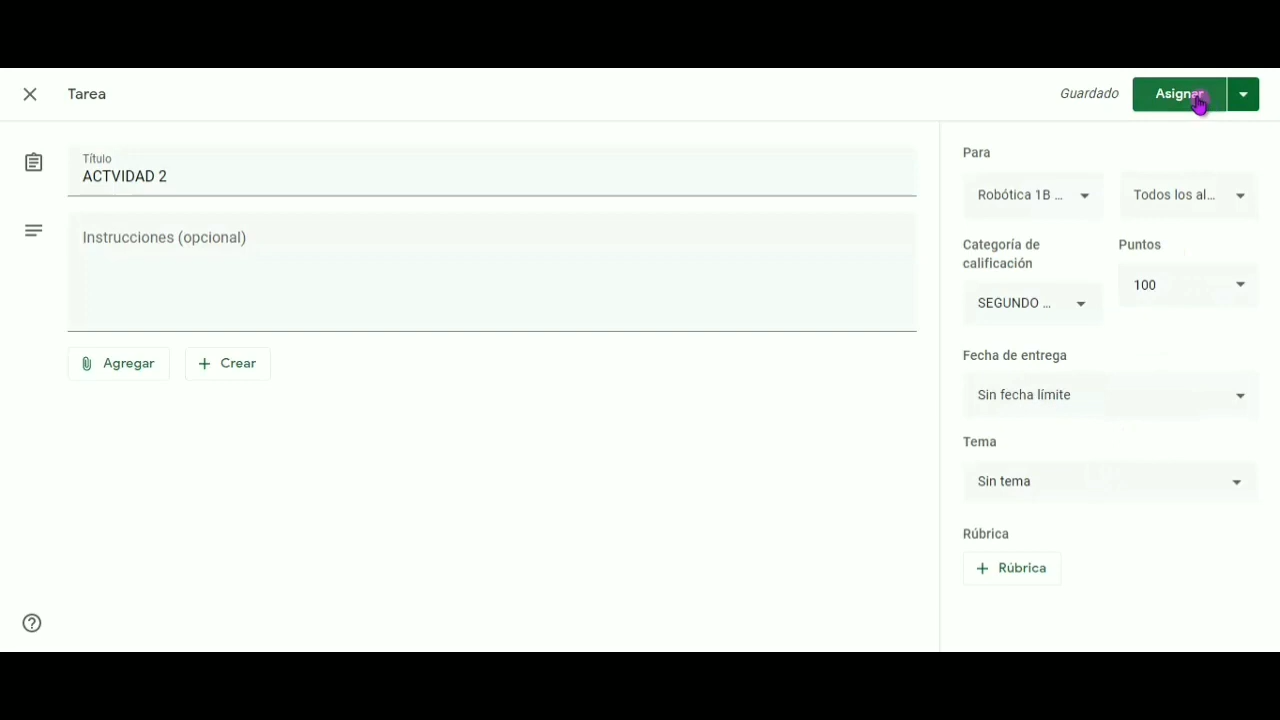 Tarea
Guardado
Asignar
Título
ACTVIDAD 2
Instrucciones (opcional)
Agregar
Crear
Para
Robótica 1B ...
Todos los al...
Categoría de
calificación
Puntos
SEGUNDO ...
100
Fecha de entrega
Sin fecha límite
Tema
Sin tema
Rúbrica
+ Rúbrica